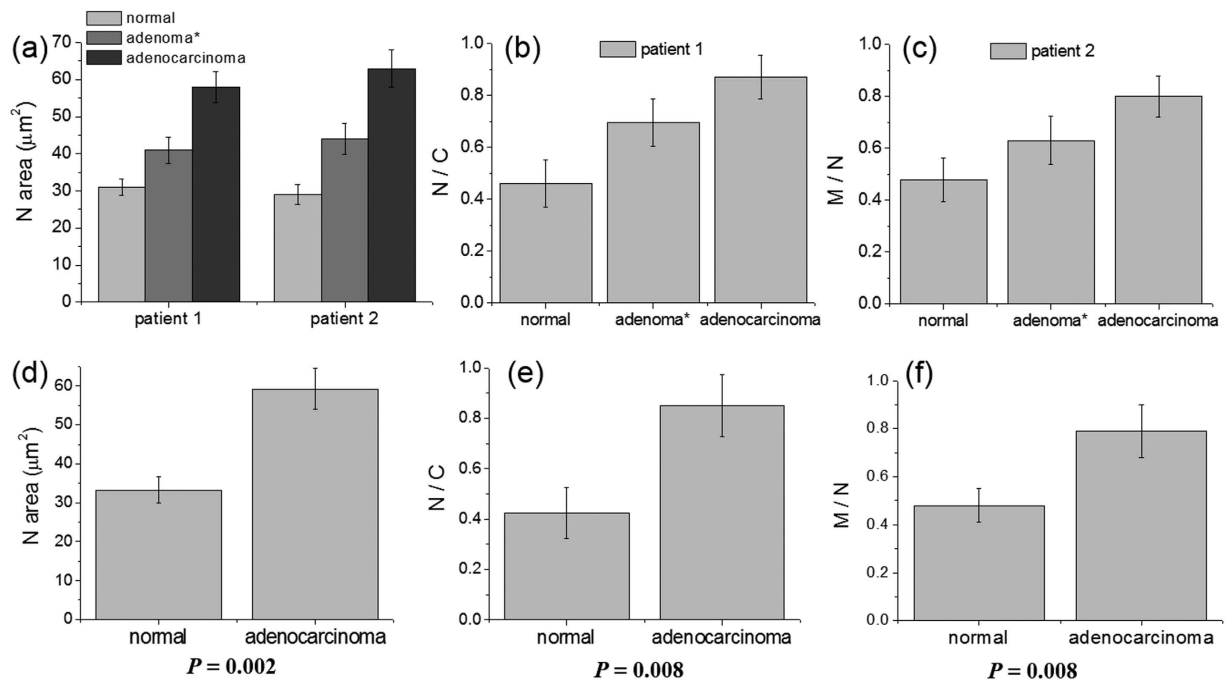 (a)
normal
adenoma*
adenocarcinoma
N area (μm²)
70
60
50
40
30
20
10
0
patient 1
patient 2
(b)
patient 1
N / C
1.0
0.8
0.6
0.4
0.2
0.0
normal
adenoma*
adenocarcinoma
(c)
patient 2
M / N
1.0
0.8
0.6
0.4
0.2
0.0
normal
adenoma*
adenocarcinoma
(d)
N area (μm²)
60
50
40
30
20
10
0
normal
adenocarcinoma
P = 0.002
(e)
N / C
1.0
0.8
0.6
0.4
0.2
0.0
normal
adenocarcinoma
P = 0.008
(f)
M / N
1.0
0.8
0.6
0.4
0.2
0.0
normal
adenocarcinoma
P = 0.008